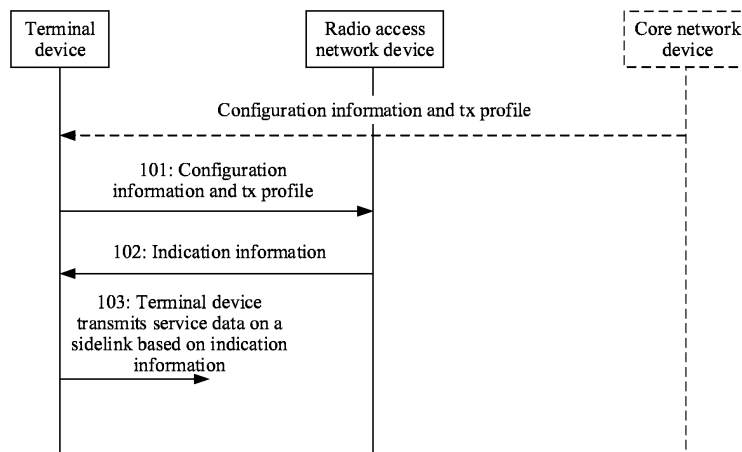 Terminal
device
Radio access
network device
Core network
device
Configuration information and tx profile
101: Configuration
information and tx profile
102: Indication information
103: Terminal device
transmits service data on a
sidelink based on indication
information